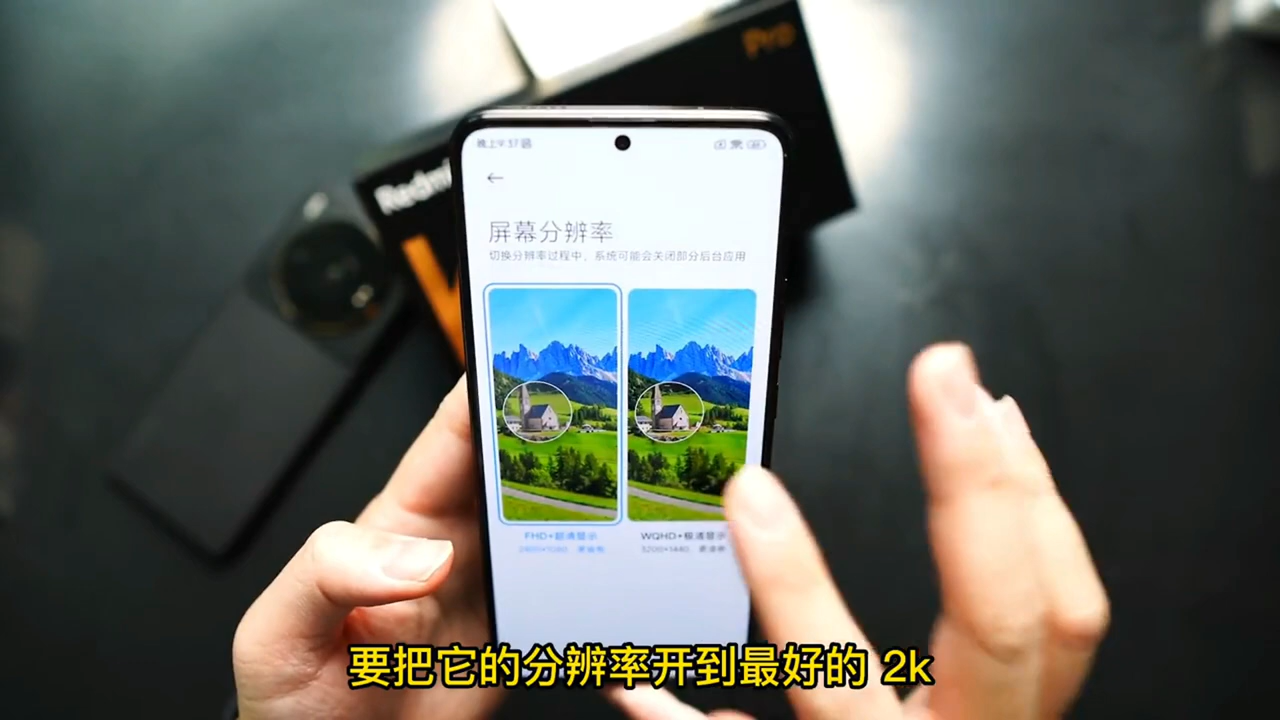 Pro
Redmi
晚上9:37
屏幕分辨率
切换分辨率过程中，系统可能会关闭部分后台应用
FHD+超清显示
WQHD+极清显示
2400×1080
3200×1440
要把它的分辨率开到最好的 2k